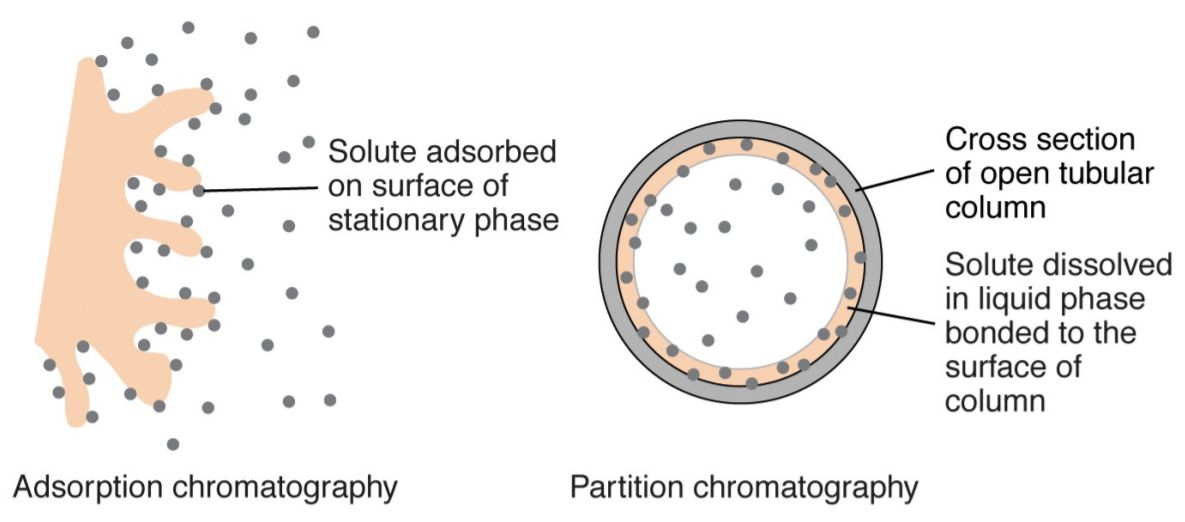 Solute adsorbed
on surface of
stationary phase
Adsorption chromatography
Cross section
of open tubular
column
Solute dissolved
in liquid phase
bonded to the
surface of
column
Partition chromatography